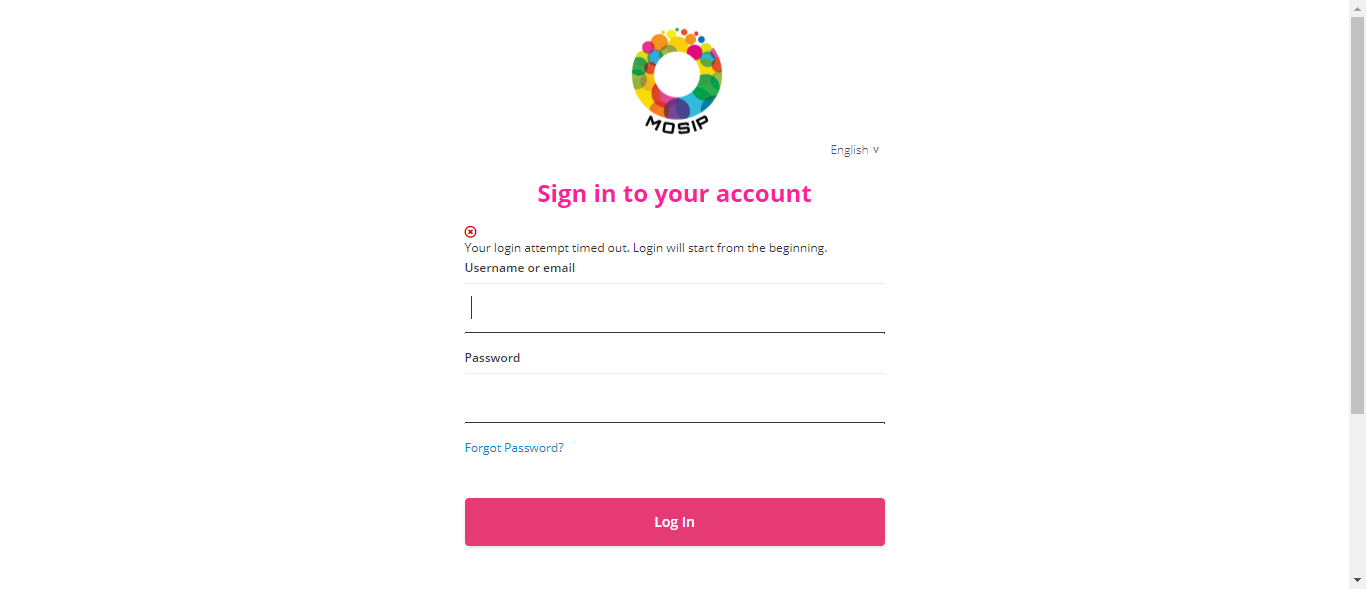 MOSIP
English v
Sign in to your account
Your login attempt timed out. Login will start from the beginning.
Username or email
Password
Forgot Password?
Log In